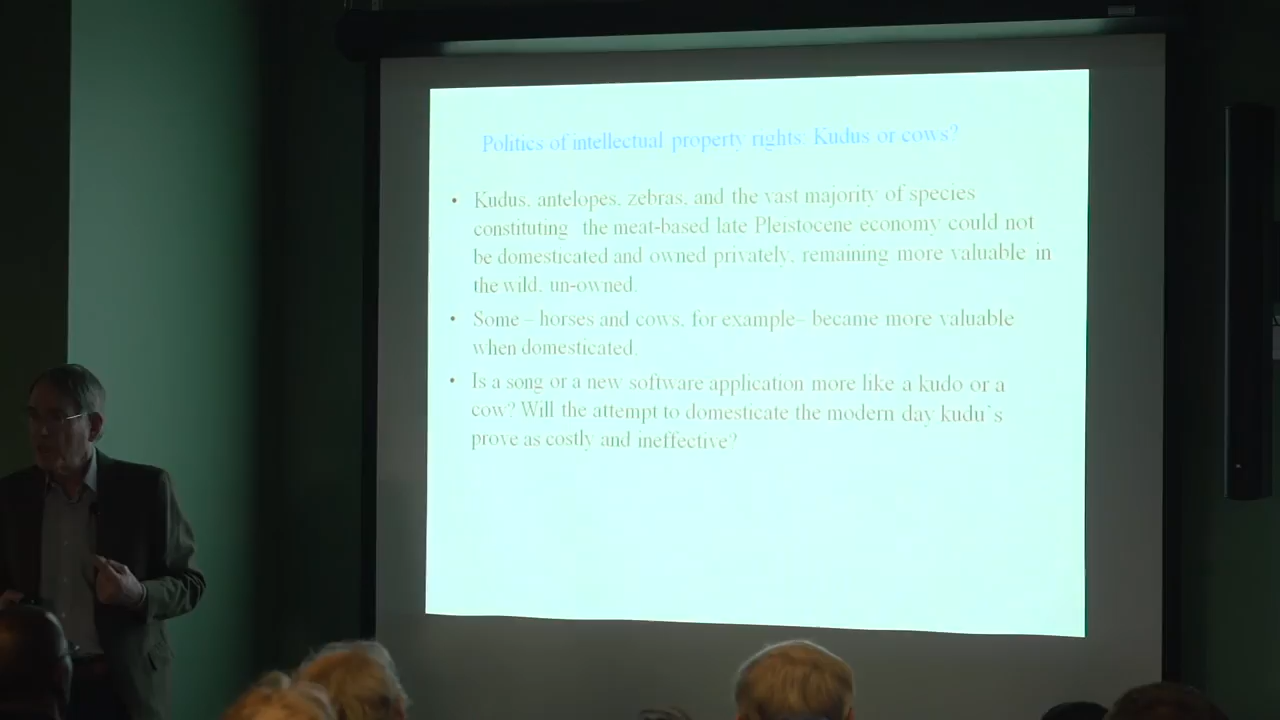 Politics of intellectual property rights: Kudus or cows?
• Kudus, antelopes, zebras, and the vast majority of species
constituting the meat-based late Pleistocene economy could not
be domesticated and owned privately, remaining more valuable in
the wild, un-owned.
• Some – horses and cows, for example– became more valuable
when domesticated.
• Is a song or a new software application more like a kudo or a
cow? Will the attempt to domesticate the modern day kudu's
prove as costly and ineffective?